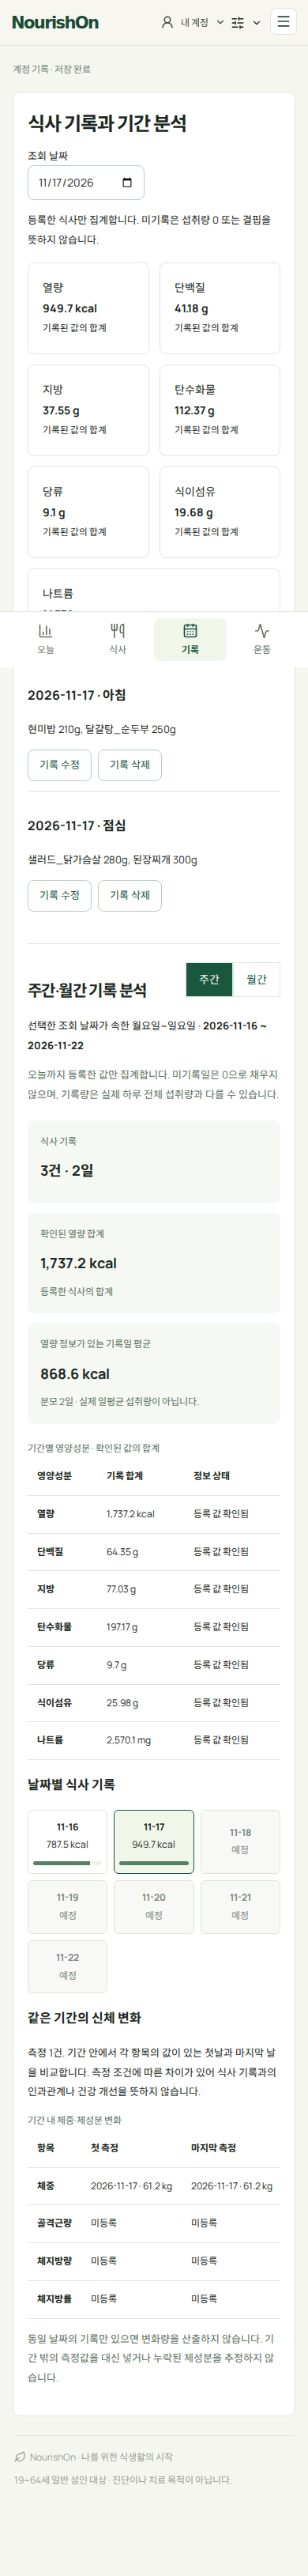 NourishOn
내 계정
계정 기록 · 저장 완료
식사 기록과 기간 분석
조회 날짜
11/17/2026
등록한 식사만 집계합니다. 미기록은 섭취량 0 또는 결핍을
뜻하지 않습니다.
열량
949.7 kcal
기록된 값의 합계
단백질
41.18 g
기록된 값의 합계
지방
37.55 g
기록된 값의 합계
탄수화물
112.37 g
기록된 값의 합계
당류
9.1 g
기록된 값의 합계
식이섬유
19.68 g
기록된 값의 합계
나트륨
오늘
식사
기록
운동
2026-11-17 · 아침
현미밥 210g, 달걀탕_순두부 250g
기록 수정
기록 삭제
2026-11-17 · 점심
샐러드_닭가슴살 280g, 된장찌개 300g
기록 수정
기록 삭제
주간·월간 기록 분석
주간
월간
선택한 조회 날짜가 속한 월요일~일요일 · 2026-11-16 ~
2026-11-22
오늘까지 등록한 값만 집계합니다. 미기록일은 0으로 채우지
않으며, 기록량은 실제 하루 전체 섭취량과 다를 수 있습니다.
식사 기록
3건 · 2일
확인된 열량 합계
1,737.2 kcal
등록한 식사의 합계
열량 정보가 있는 기록일 평균
868.6 kcal
분모 2일 · 실제 일평균 섭취량이 아닙니다.
기간별 영양성분 · 확인된 값의 합계
영양성분 기록 합계 정보 상태
열량 1,737.2 kcal 등록 값 확인됨
단백질 64.35 g 등록 값 확인됨
지방 77.03 g 등록 값 확인됨
탄수화물 197.17 g 등록 값 확인됨
당류 9.7 g 등록 값 확인됨
식이섬유 25.98 g 등록 값 확인됨
나트륨 2,570.1 mg 등록 값 확인됨
날짜별 식사 기록
11-16
787.5 kcal
11-17
949.7 kcal
11-18
예정
11-19
예정
11-20
예정
11-21
예정
11-22
예정
같은 기간의 신체 변화
측정 1건. 기간 안에서 각 항목의 값이 있는 첫날과 마지막 날
을 비교합니다. 측정 조건에 따른 차이가 있어 식사 기록과의
인과관계나 건강 개선을 뜻하지 않습니다.
기간 내 체중·체성분 변화
항목 첫 측정 마지막 측정
체중 2026-11-17 · 61.2 kg 2026-11-17 · 61.2 kg
골격근량 미등록 미등록
체지방량 미등록 미등록
체지방률 미등록 미등록
동일 날짜의 기록만 있으면 변화량을 산출하지 않습니다. 기
간 밖의 측정값을 대신 넣거나 누락된 체성분을 추정하지 않
습니다.
NourishOn · 나를 위한 식생활의 시작
19~64세 일반 성인 대상 · 진단이나 치료 목적이 아닙니다.